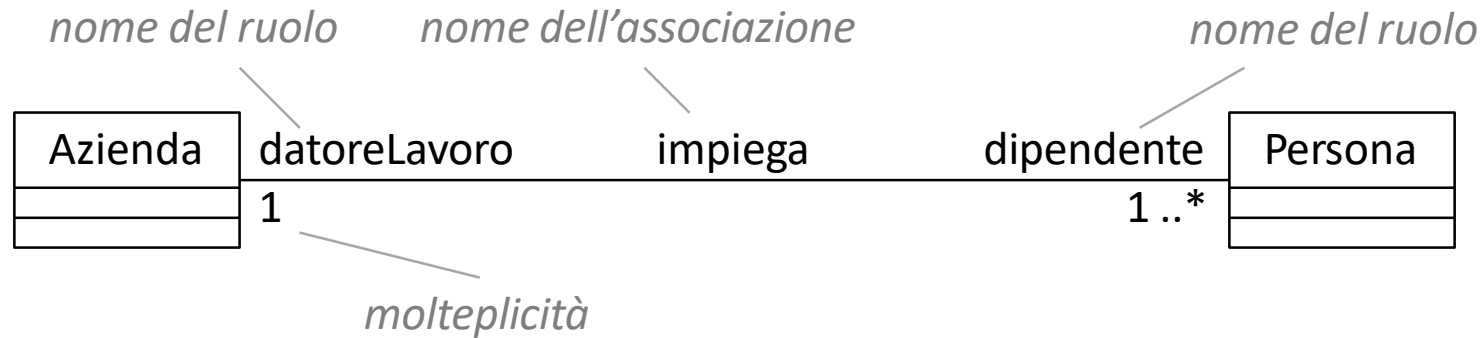 nome del ruolo nome dell'associazione nome del ruolo
Azienda datoreLavoro impiega dipendente Persona
1 1 ..*
molteplicità